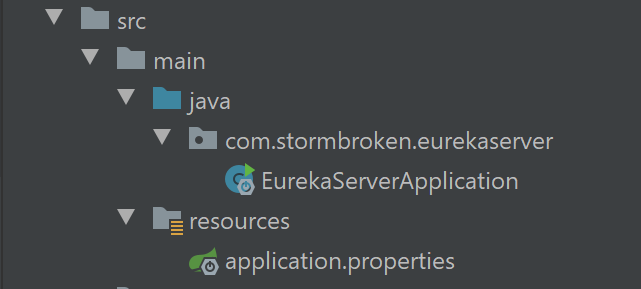 src
main
java
com.stormbroken.eurekaserver
EurekaServerApplication
resources
application.properties